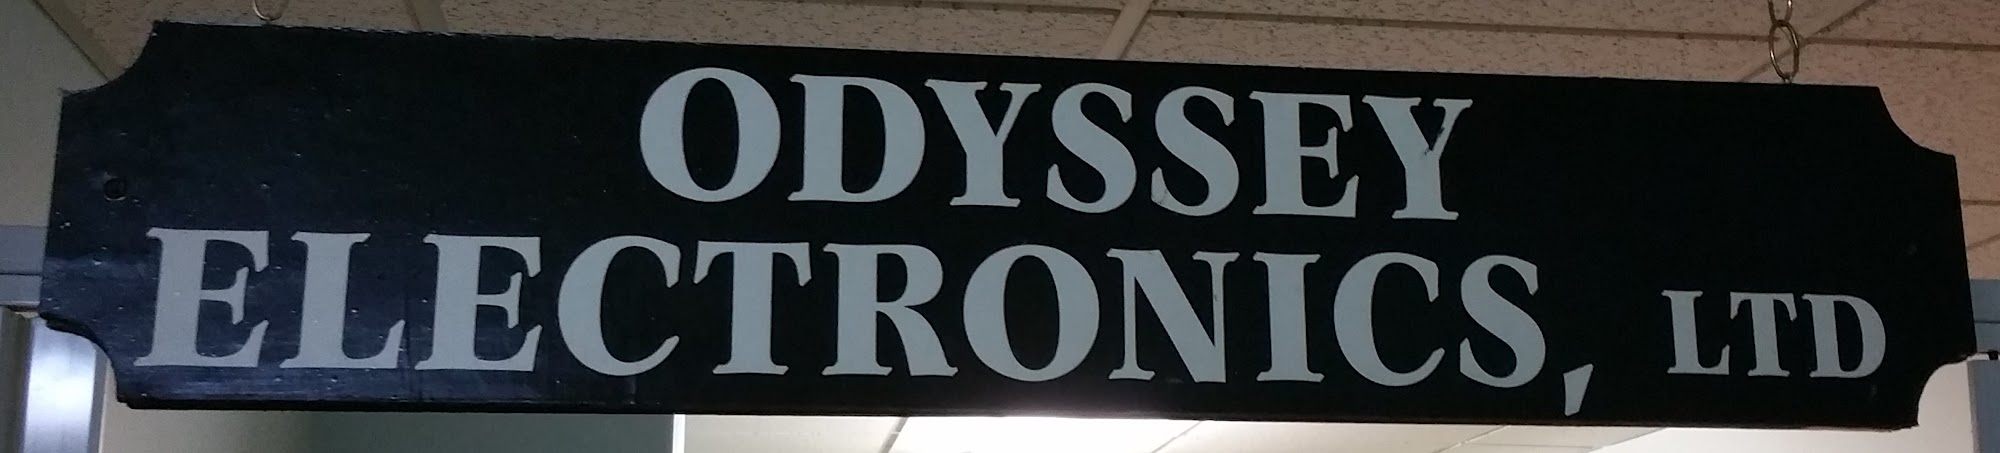 ODYSSEY
ELECTRONICS, LTD